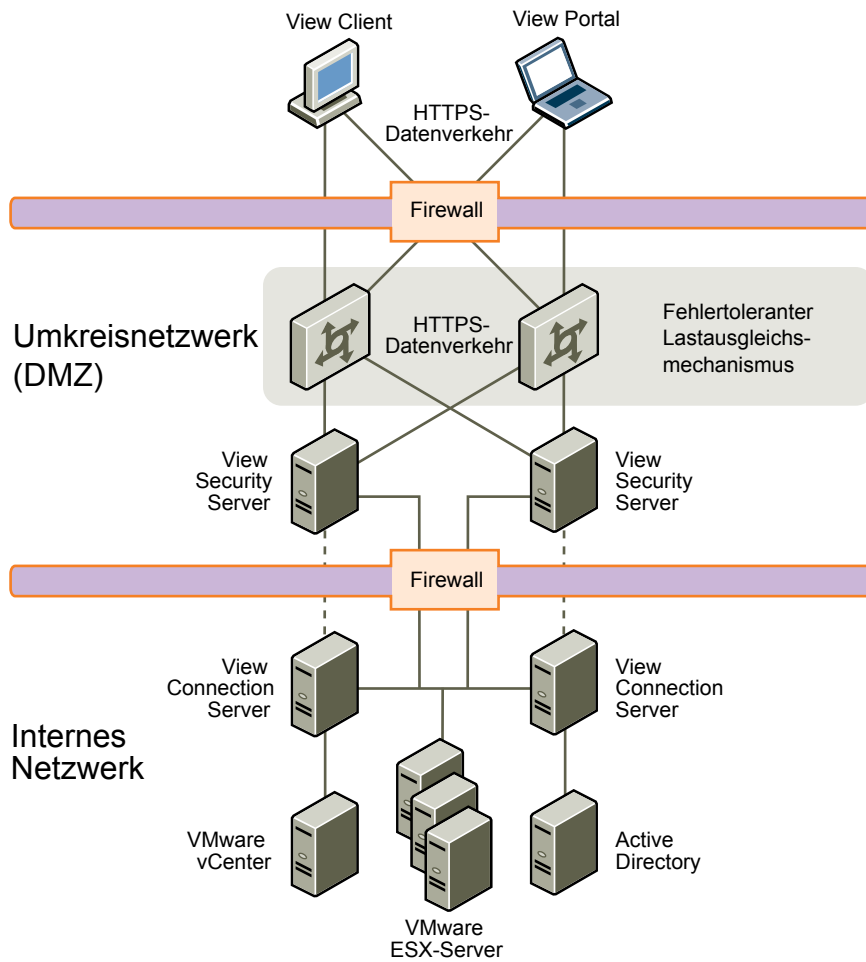 View Client
View Portal
HTTPS-
Datenverkehr
Firewall
Umkreisnetzwerk
(DMZ)
HTTPS-
Datenverkehr
Fehlertoleranter
Lastausgleichs-
mechanismus
View
Security
Server
View
Security
Server
Firewall
View
Connection
Server
View
Connection
Server
Internes
Netzwerk
VMware
vCenter
VMware
ESX-Server
Active
Directory